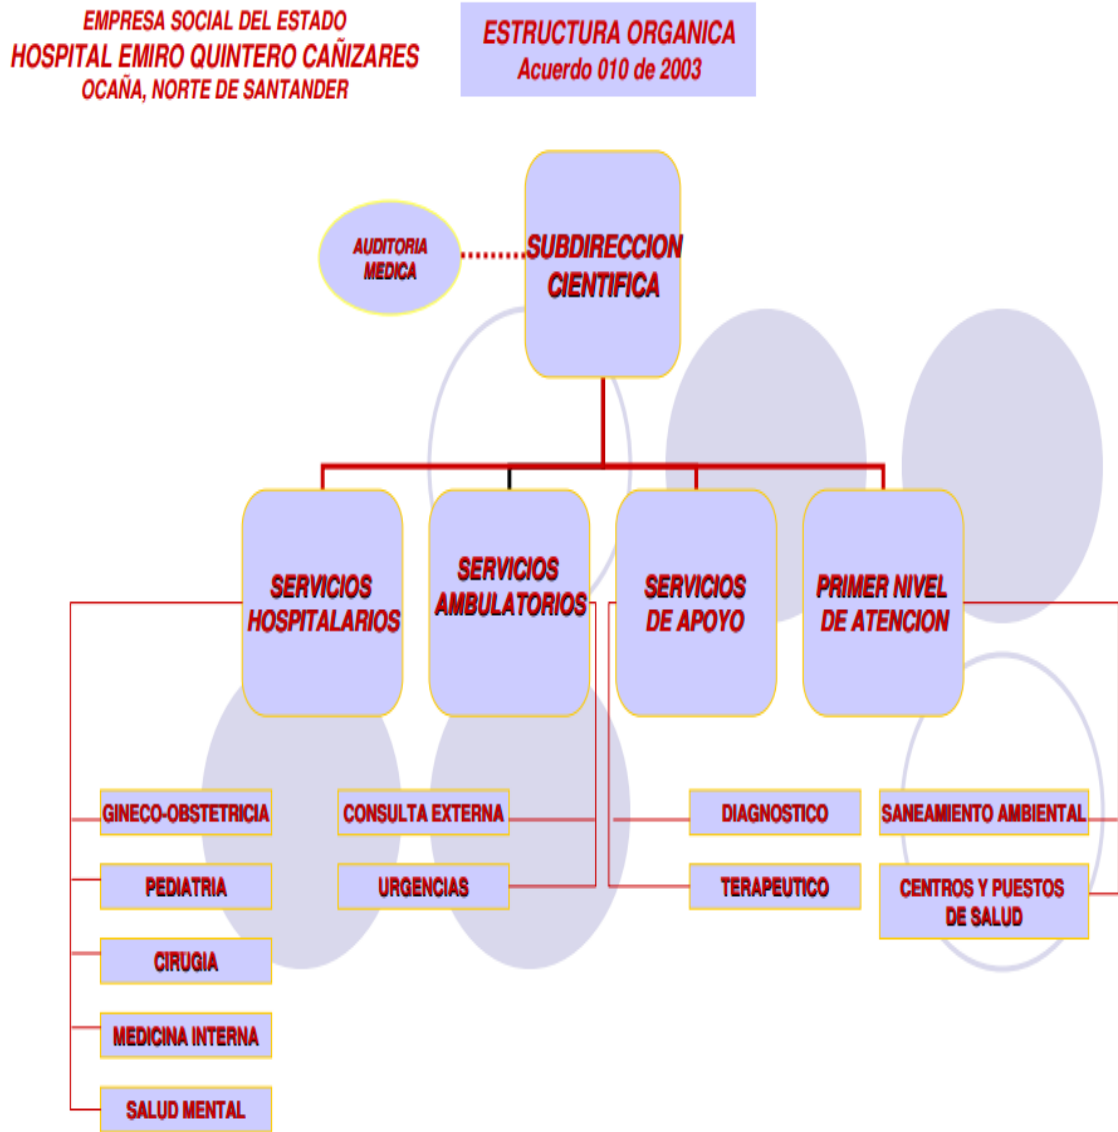 EMPRESA SOCIAL DEL ESTADO
HOSPITAL EMIRO QUINTERO CAÑIZARES
OCAÑA, NORTE DE SANTANDER
ESTRUCTURA ORGANICA
Acuerdo 010 de 2003
AUDITORIA
MEDICA
SUBDIRECCION
CIENTIFICA
SERVICIOS
HOSPITALARIOS
SERVICIOS
AMBULATORIOS
SERVICIOS
DE APOYO
PRIMER NIVEL
DE ATENCION
GINECO-OBSTETRICIA
PEDIATRIA
CIRUGIA
MEDICINA INTERNA
SALUD MENTAL
CONSULTA EXTERNA
URGENCIAS
DIAGNOSTICO
TERAPEUTICO
SANEAMIENTO AMBIENTAL
CENTROS Y PUESTOS
DE SALUD